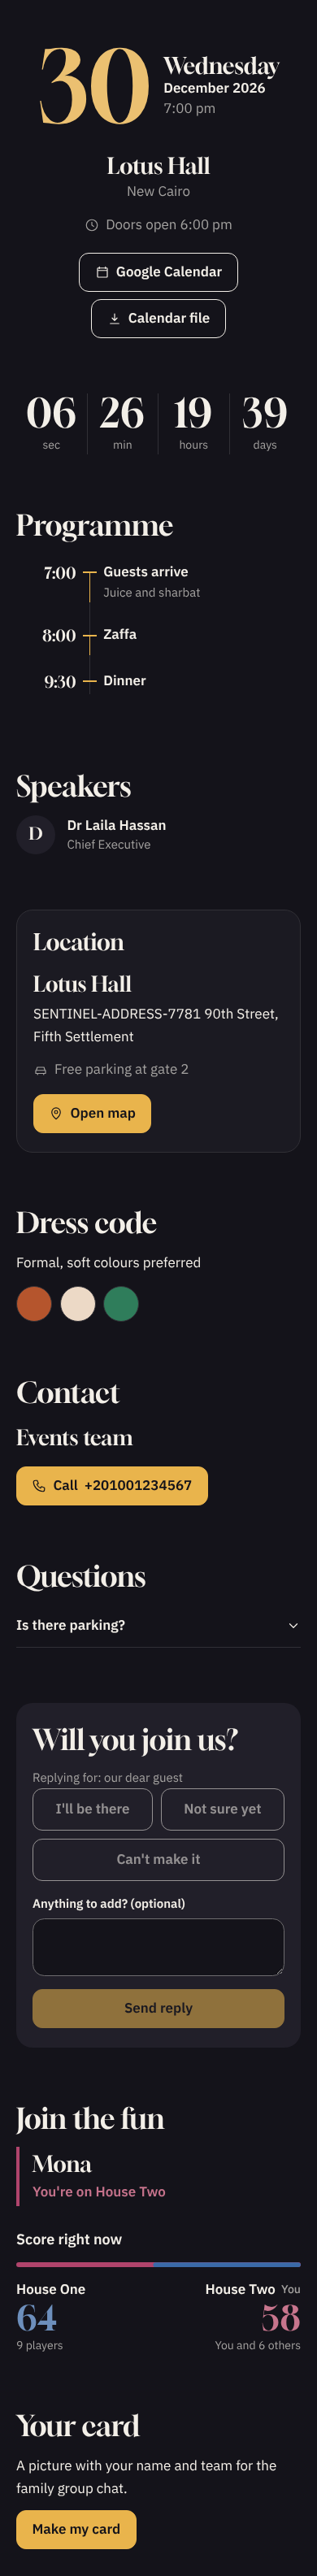 30
Wednesday
December 2026
7:00 pm
Lotus Hall
New Cairo
Doors open 6:00 pm
Google Calendar
Calendar file
06 26 19 39
sec min hours days
Programme
7:00 Guests arrive
Juice and sharbat
8:00 Zaffa
9:30 Dinner
Speakers
D
Dr Laila Hassan
Chief Executive
Location
Lotus Hall
SENTINEL-ADDRESS-7781 90th Street,
Fifth Settlement
Free parking at gate 2
Open map
Dress code
Formal, soft colours preferred
Contact
Events team
Call +201001234567
Questions
Is there parking?
Will you join us?
Replying for: our dear guest
I'll be there Not sure yet
Can't make it
Anything to add? (optional)
Send reply
Join the fun
Mona
You're on House Two
Score right now
House One House Two You
64 58
9 players You and 6 others
Your card
A picture with your name and team for the
family group chat.
Make my card